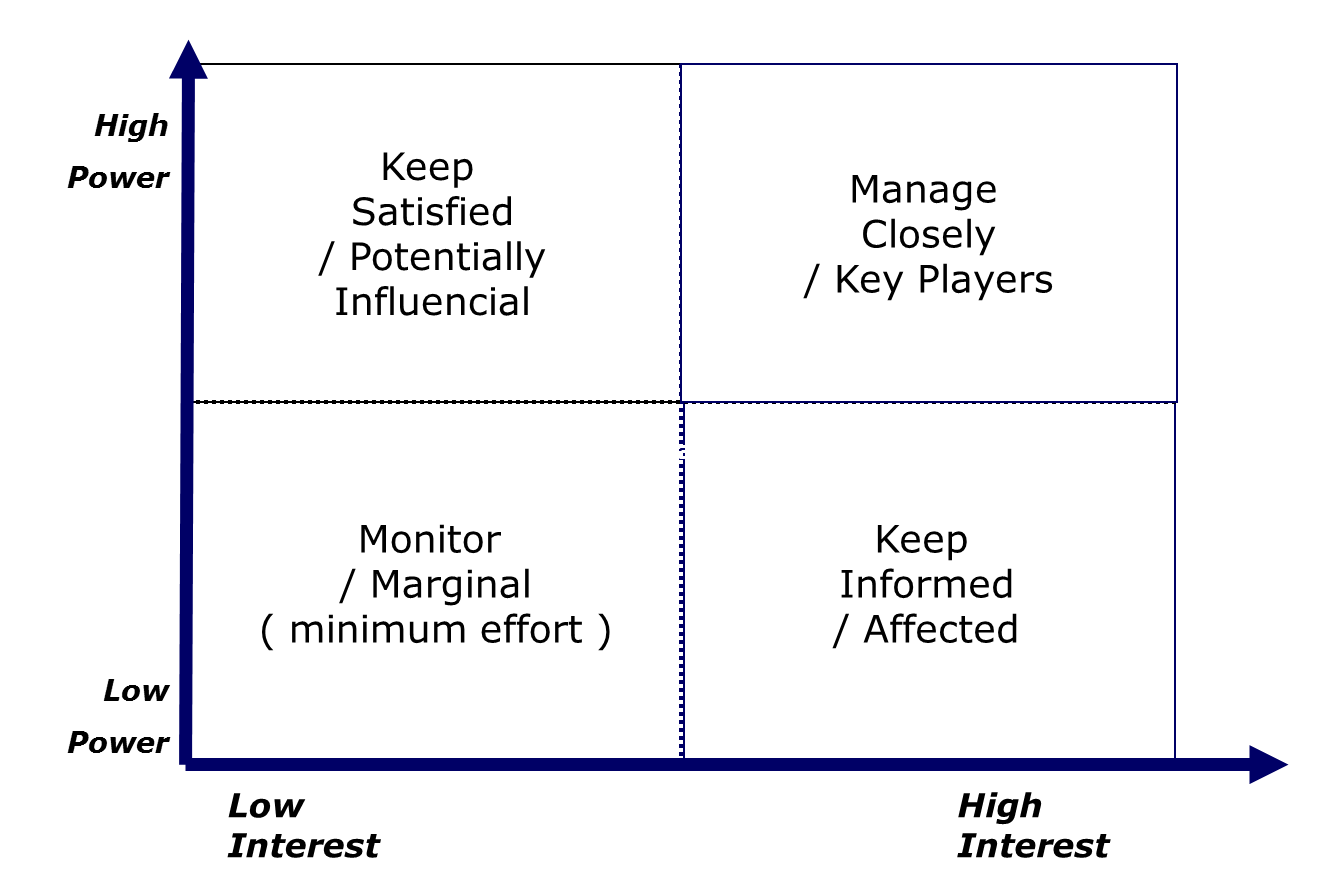 High
Power
Keep
Satisfied
/ Potentially
Influencial
Manage
Closely
/ Key Players
Monitor
/ Marginal
( minimum effort )
Keep
Informed
/ Affected
Low
Power
Low
Interest
High
Interest